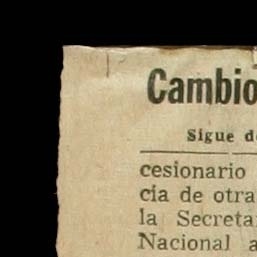 Cambio
Sigue d
cesionario
cia de otra
la Secreta
Nacional a